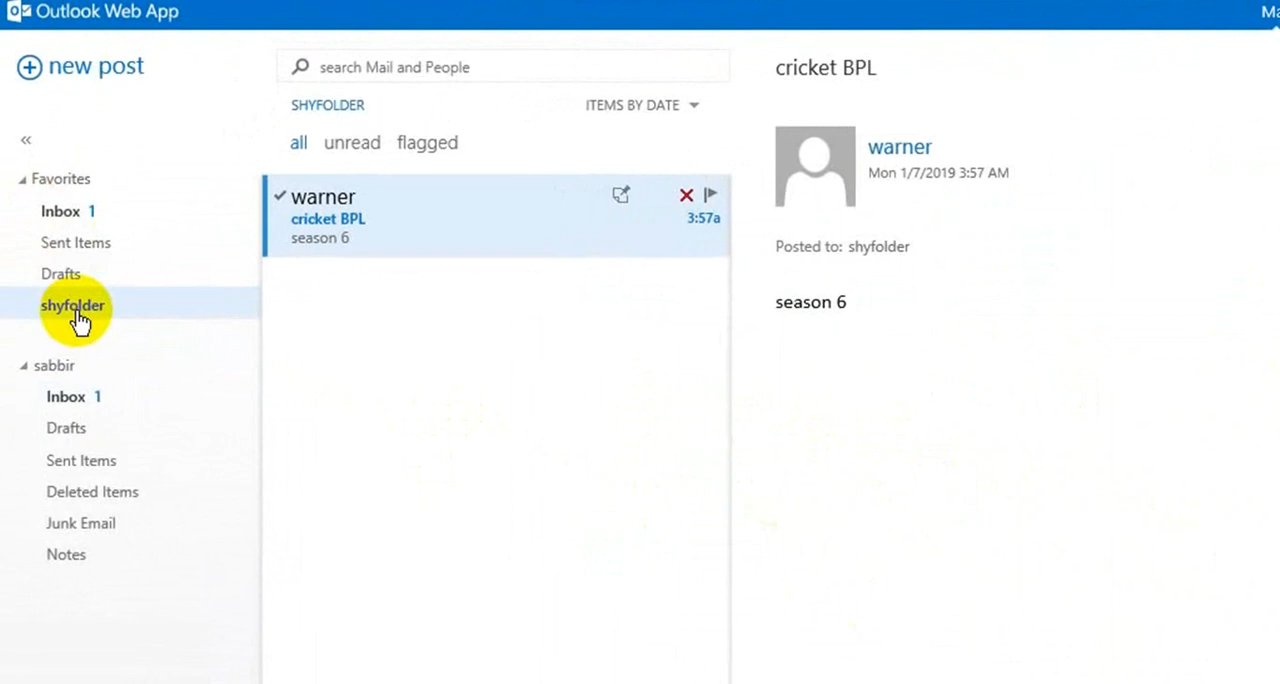 Outlook Web App
new post
«
Favorites
Inbox 1
Sent Items
Drafts
shyfolder
sabbir
Inbox 1
Drafts
Sent Items
Deleted Items
Junk Email
Notes
search Mail and People
SHYFOLDER ITEMS BY DATE
all unread flagged
warner
cricket BPL 3:57a
season 6
cricket BPL
warner
Mon 1/7/2019 3:57 AM
Posted to: shyfolder
season 6